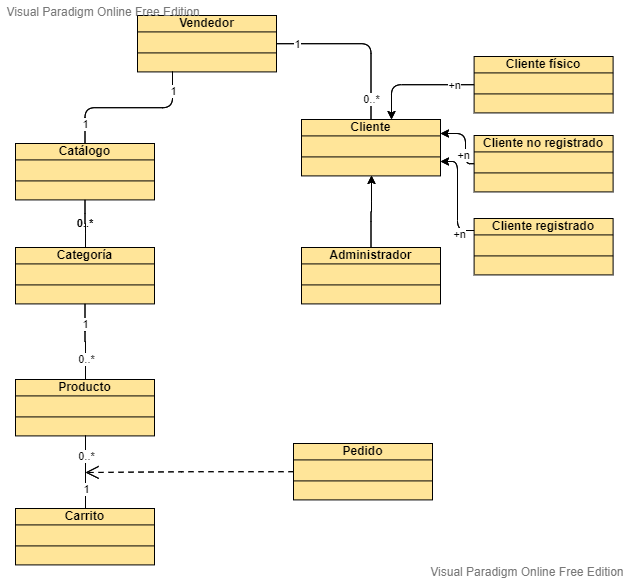 Visual Paradigm Online Free Edition
Vendedor
1
1
0..*
Cliente físico
+n
1
Cliente
Cliente no registrado
+n
Catálogo
0..*
Cliente registrado
+n
Categoría
Administrador
1
0..*
Producto
0..*
Pedido
1
Carrito
Visual Paradigm Online Free Edition